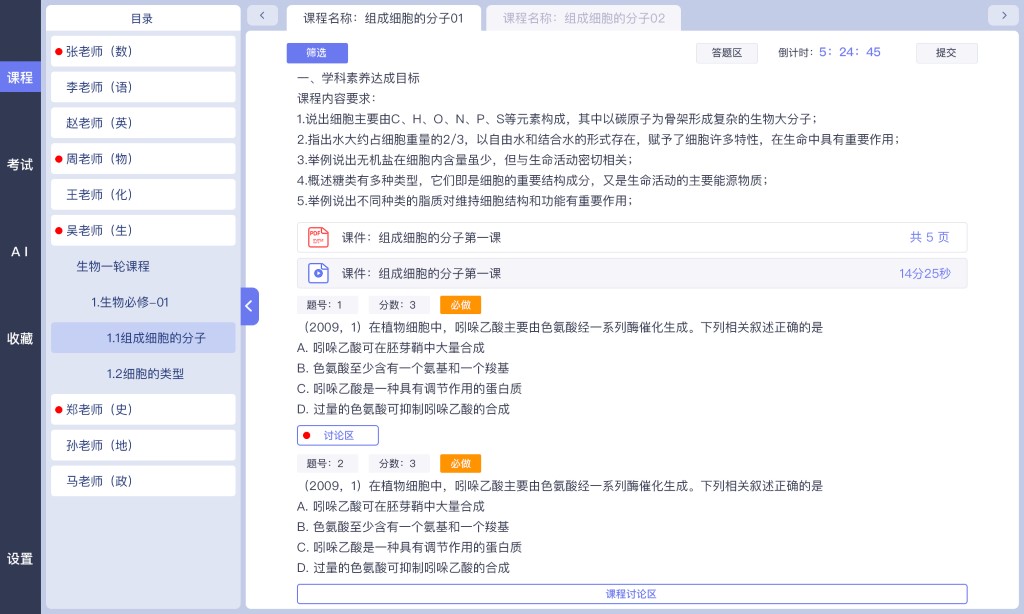 课程
考试
A I
收藏
设置
目录
张老师（数）
李老师（语）
赵老师（英）
周老师（物）
王老师（化）
吴老师（生）
生物一轮课程
1.生物必修-01
1.1组成细胞的分子
1.2细胞的类型
郑老师（史）
孙老师（地）
马老师（政）
课程名称：组成细胞的分子01
课程名称：组成细胞的分子02
筛选
答题区
倒计时：5：24：45
提交
一、学科素养达成目标
课程内容要求：
1.说出细胞主要由C、H、O、N、P、S等元素构成，其中以碳原子为骨架形成复杂的生物大分子；
2.指出水大约占细胞重量的2/3，以自由水和结合水的形式存在，赋予了细胞许多特性，在生命中具有重要作用；
3.举例说出无机盐在细胞内含量虽少，但与生命活动密切相关；
4.概述糖类有多种类型，它们即是细胞的重要结构成分，又是生命活动的主要能源物质；
5.举例说出不同种类的脂质对维持细胞结构和功能有重要作用；
PDF
课件：组成细胞的分子第一课
共 5 页
课件：组成细胞的分子第一课
14分25秒
题号：1
分数：3
必做
（2009，1）在植物细胞中，吲哚乙酸主要由色氨酸经一系列酶催化生成。下列相关叙述正确的是
A. 吲哚乙酸可在胚芽鞘中大量合成
B. 色氨酸至少含有一个氨基和一个羧基
C. 吲哚乙酸是一种具有调节作用的蛋白质
D. 过量的色氨酸可抑制吲哚乙酸的合成
讨论区
题号：2
分数：3
必做
（2009，1）在植物细胞中，吲哚乙酸主要由色氨酸经一系列酶催化生成。下列相关叙述正确的是
A. 吲哚乙酸可在胚芽鞘中大量合成
B. 色氨酸至少含有一个氨基和一个羧基
C. 吲哚乙酸是一种具有调节作用的蛋白质
D. 过量的色氨酸可抑制吲哚乙酸的合成
课程讨论区